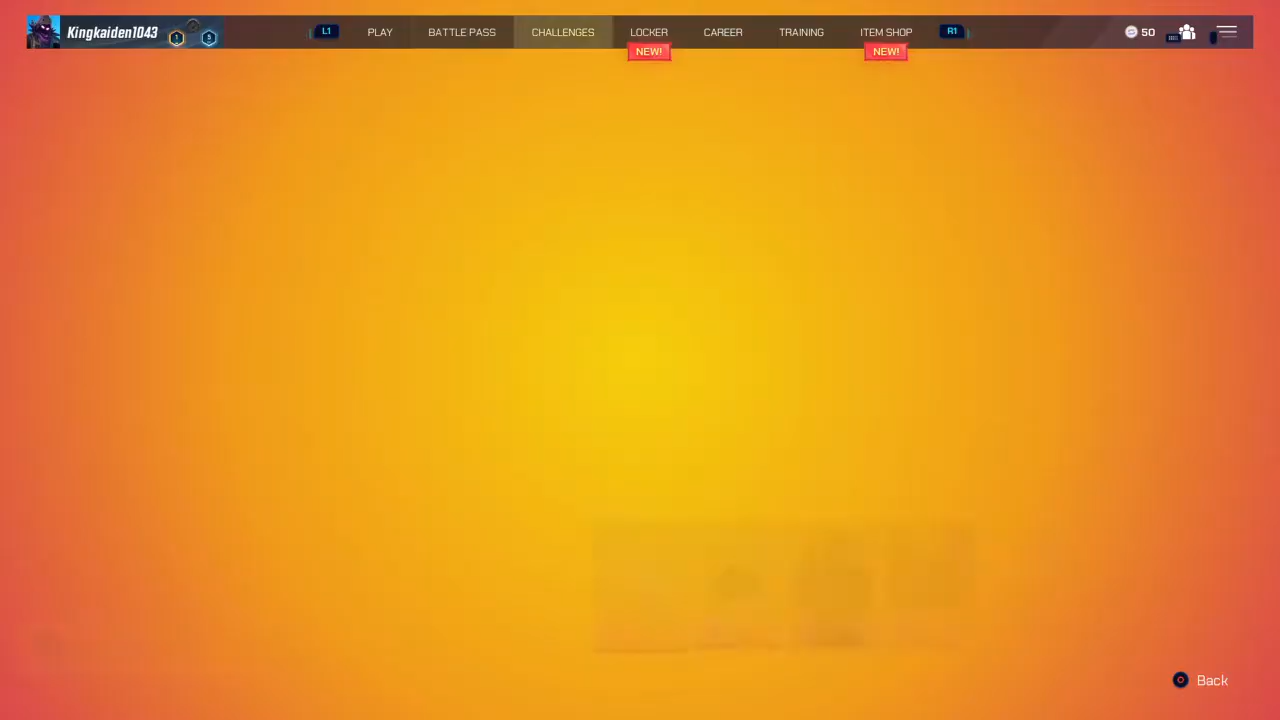 Kingkaiden1043 1 5 L1 PLAY BATTLE PASS CHALLENGES LOCKER CAREER TRAINING ITEM SHOP R1 50
NEW! NEW!
Back